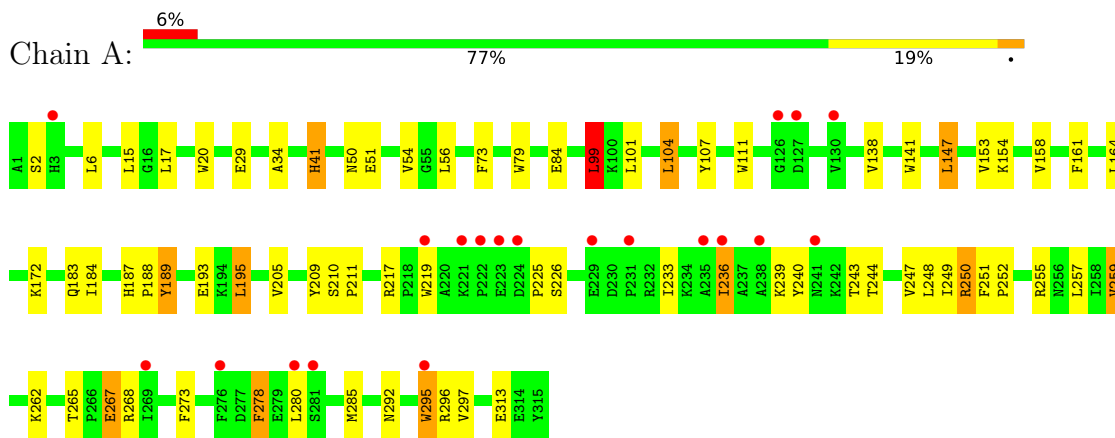 6%
Chain A:
77% 19% •
A1 S2 H3 L6 L15 G16 L17 W20 E29 A34 H41 N50 E51 V54 G55 L56 F73 W79 E84 L99 K100 L101 L104 Y107 W111 G126 D127 V130 V138 W141 L147 V153 K154 V158 F161 L164
K172 Q183 I184 H187 P188 Y189 E193 K194 L195 V205 Y209 S210 P211 R217 P218 W219 A220 K221 P222 E223 D224 P225 S226 E229 D230 P231 R232 I233 K234 A235 I236 A237 A238 K239 Y240 N241 K242 T243 T244 V247 L248 I249 R250 F251 P252 R255 N256 L257 I258 V259
K262 T265 P266 E267 R268 I269 F273 F276 D277 F278 E279 L280 S281 M285 N292 W295 R296 V297 E313 E314 Y315